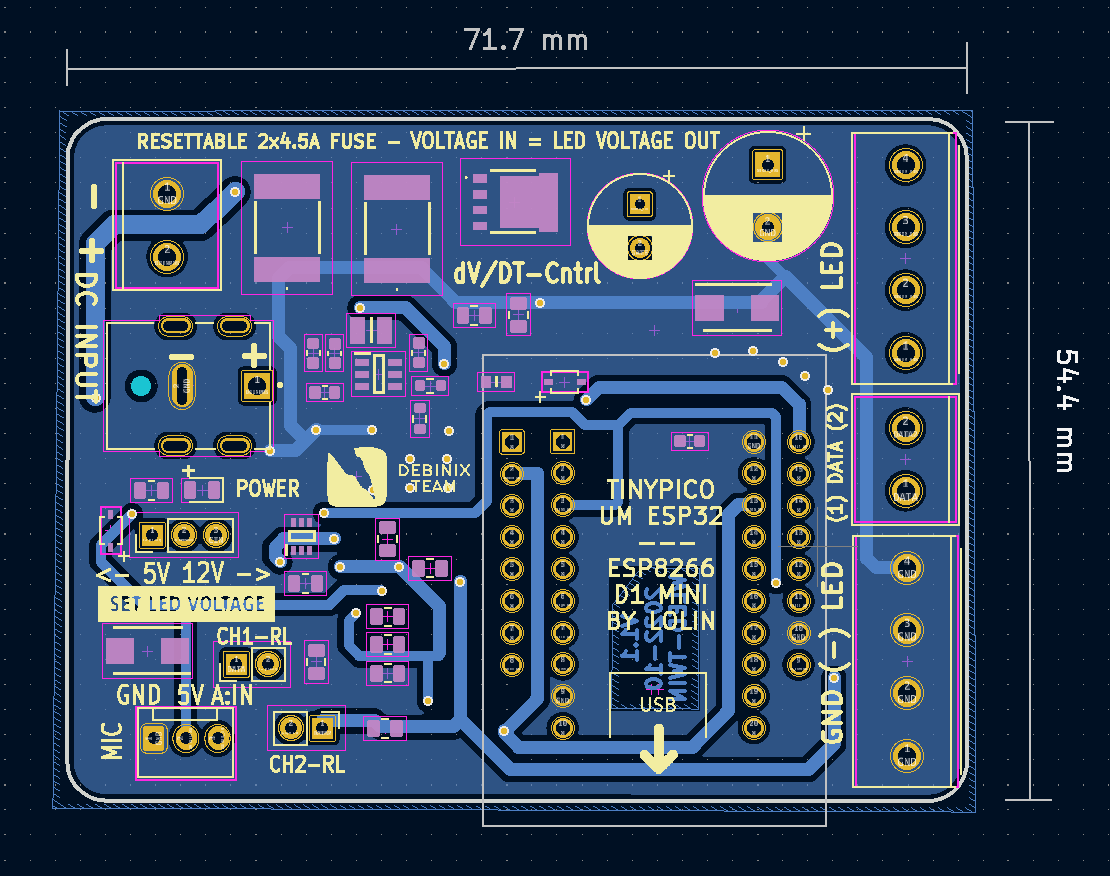 71.7 mm
RESETTABLE 2x4.5A FUSE – VOLTAGE IN = LED VOLTAGE OUT
– + DC INPUT
dV/DT-Cntrl
(+) LED
54.4 mm
(1) DATA (2)
DEBINIX
TEAM
POWER
TINYPICO
UM ESP32
---
ESP8266
D1 MINI
BY LOLIN
<- 5V 12V ->
SET LED VOLTAGE
CH1-RL
GND 5V A:IN
MIC
CH2-RL
USB
GND (-) LED